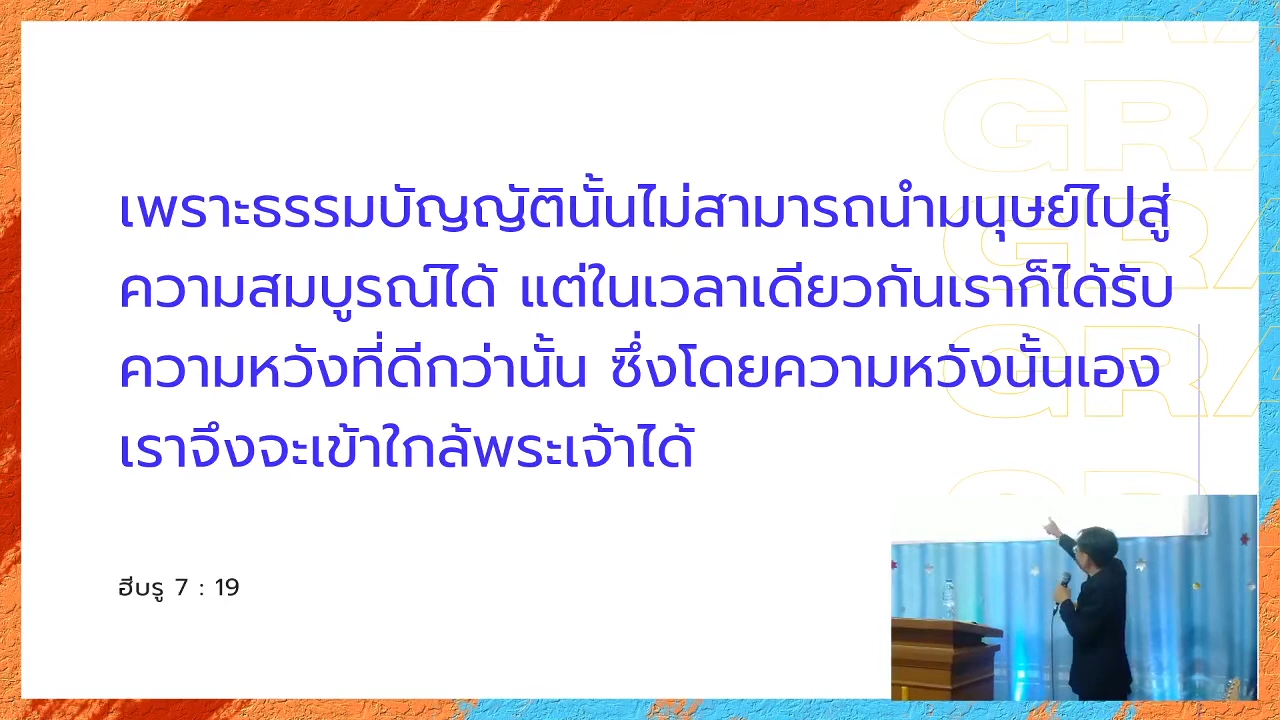 GRA
GRA
GRA
เพราะธรรมบัญญัตินั้นไม่สามารถนำมนุษย์ไปสู่
ความสมบูรณ์ได้ แต่ในเวลาเดียวกันเราก็ได้รับ
ความหวังที่ดีกว่านั้น ซึ่งโดยความหวังนั้นเอง
เราจึงจะเข้าใกล้พระเจ้าได้
ฮีบรู 7 : 19